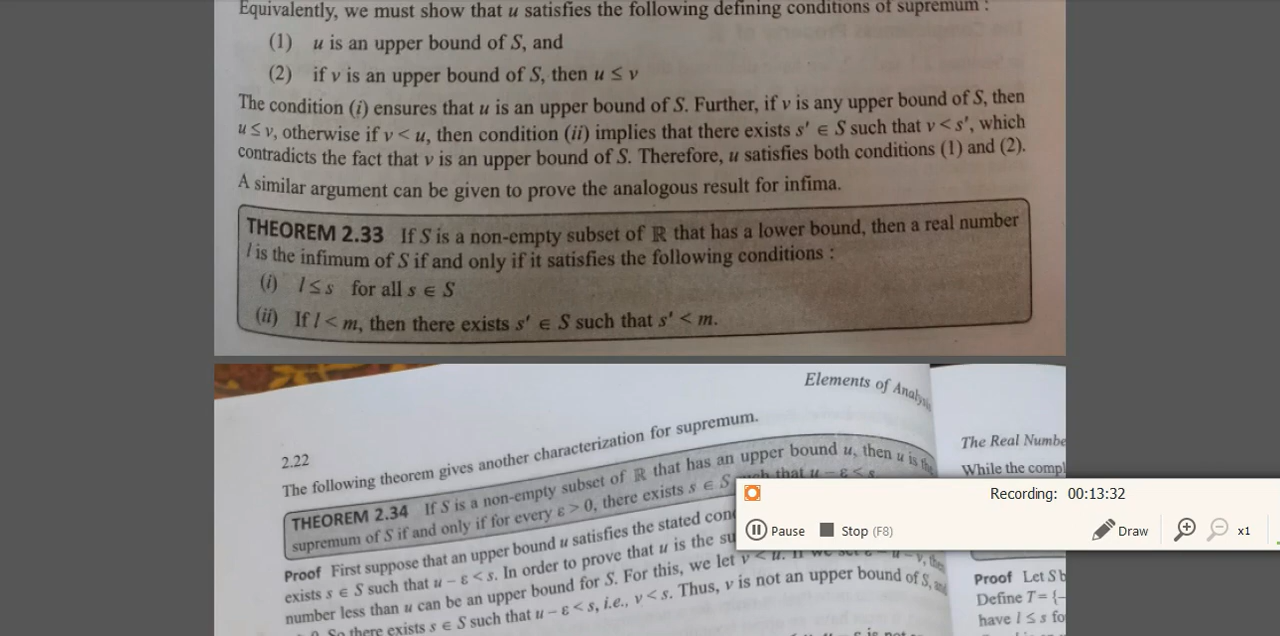 Equivalently, we must show that u satisfies the following defining conditions of supremum :
(1) u is an upper bound of S, and
(2) if v is an upper bound of S, then u ≤ v
The condition (i) ensures that u is an upper bound of S. Further, if v is any upper bound of S, then
u ≤ v, otherwise if v < u, then condition (ii) implies that there exists s' ∈ S such that v < s', which
contradicts the fact that v is an upper bound of S. Therefore, u satisfies both conditions (1) and (2).
A similar argument can be given to prove the analogous result for infima.
THEOREM 2.33 If S is a non-empty subset of ℝ that has a lower bound, then a real number
l is the infimum of S if and only if it satisfies the following conditions :
(i) l ≤ s for all s ∈ S
(ii) If l < m, then there exists s' ∈ S such that s' < m.
2.22
Elements of Analysis
The following theorem gives another characterization for supremum.
THEOREM 2.34 If S is a non-empty subset of ℝ that has an upper bound u, then u is the
supremum of S if and only if for every ε > 0, there exists s ∈ S such that u − ε < s
Proof First suppose that an upper bound u satisfies the stated
exists s ∈ S such that u − ε < s. In order to prove that u is the
number less than u can be an upper bound for S. For this, we let v < u. If we set ε = u − v, then
So there exists s ∈ S such that u − ε < s, i.e., v < s. Thus, v is not an upper bound of S, and
The Real
While the
Proof Let S
Define T = {−
have l ≤ s
Recording: 00:13:32
Pause
Stop (F8)
Draw
x1